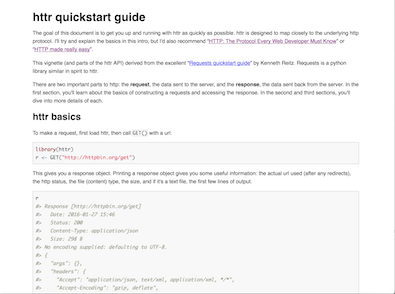 httr quickstart guide
The goal of this document is to get you up and running with httr as quickly as possible. httr is designed to map closely to the underlying http
protocol. I'll try and explain the basics in this intro, but I'd also recommend "HTTP: The Protocol Every Web Developer Must Know" or
"HTTP made really easy".
This vignette (and parts of the httr API) derived from the excellent "Requests quickstart guide" by Kenneth Reitz. Requests is a python
library similar in spirit to httr.
There are two important parts to http: the request, the data sent to the server, and the response, the data sent back from the server. In the
first section, you'll learn about the basics of constructing a request and accessing the response. In the second and third sections, you'll
dive into more details of each.
httr basics
To make a request, first load httr, then call GET() with a url:
library(httr)
r <- GET("http://httpbin.org/get")
This gives you a response object. Printing a response object gives you some useful information: the actual url used (after any redirects),
the http status, the file (content) type, the size, and if it's a text file, the first few lines of output.
r
#> Response [http://httpbin.org/get]
#>   Date: 2016-01-27 15:46
#>   Status: 200
#>   Content-Type: application/json
#>   Size: 298 B
#> No encoding supplied: defaulting to UTF-8.
#> {
#>   "args": {},
#>   "headers": {
#>     "Accept": "application/json, text/xml, application/xml, */*",
#>     "Accept-Encoding": "gzip, deflate",